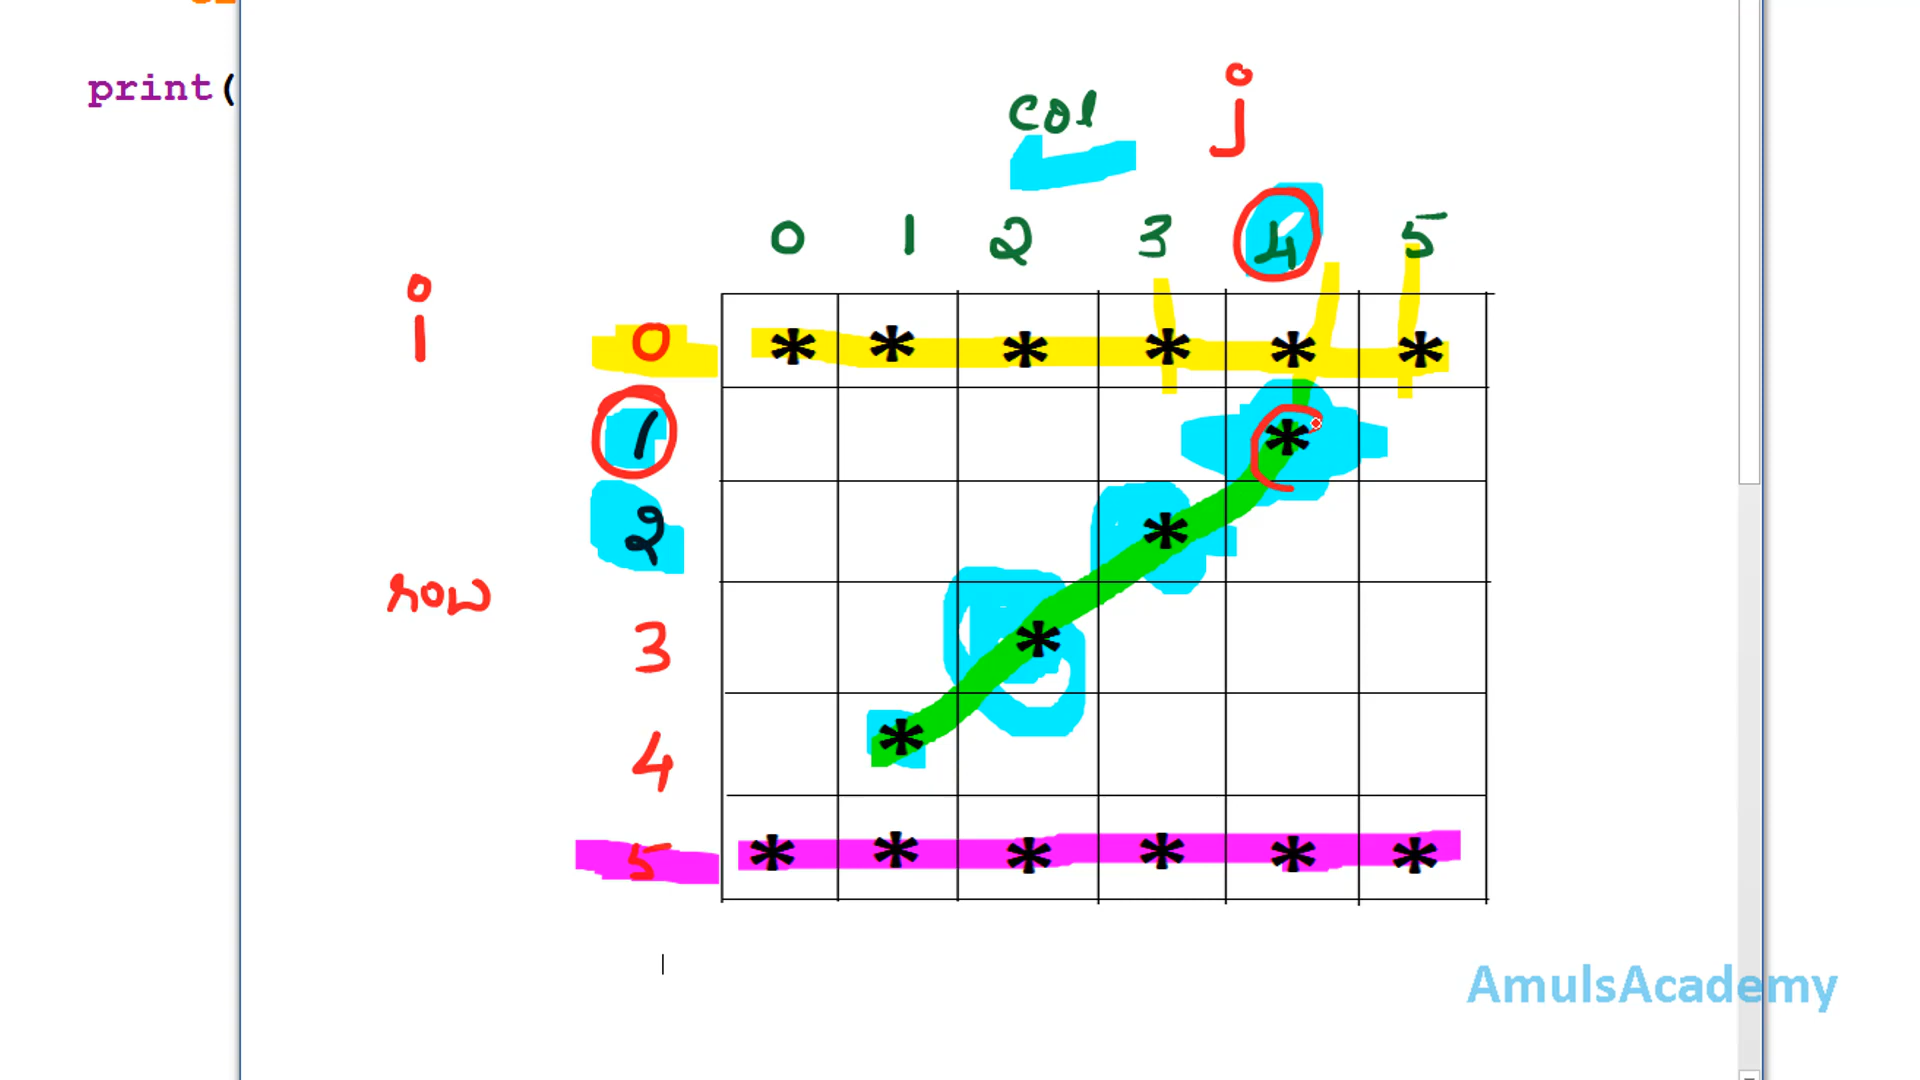 print(
col j
0 1 2 3 4 5
i 0 * * * * * *
1 *
2 *
row
3 *
4 *
5 * * * * * *
AmulsAcademy